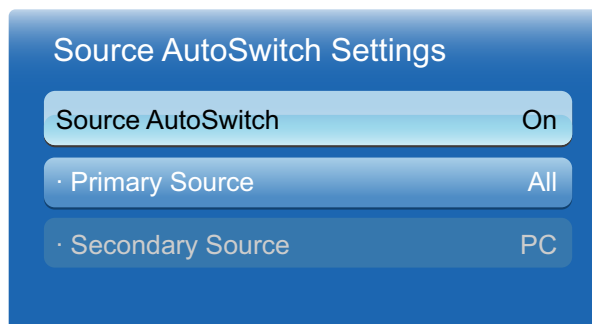 Source AutoSwitch Settings
Source AutoSwitch On
· Primary Source All
· Secondary Source PC